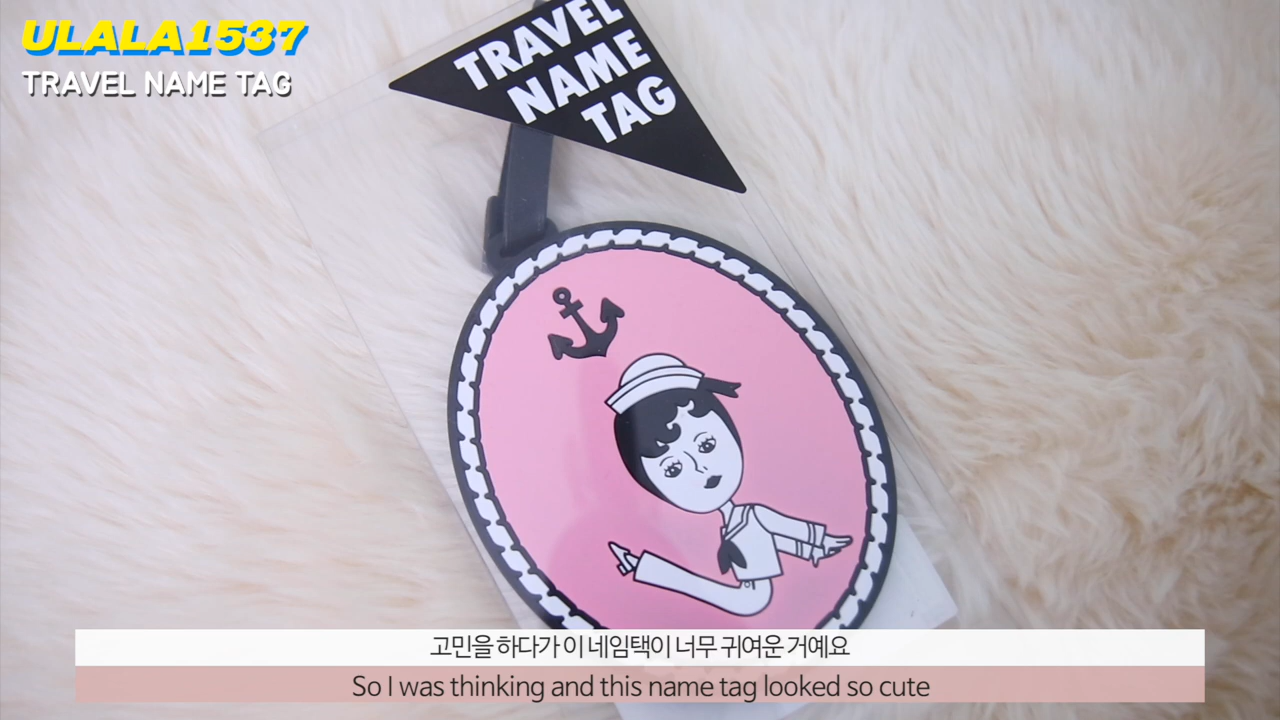 ULALA1537
TRAVEL NAME TAG
TRAVEL
NAME
TAG
고민을 하다가 이 네임택이 너무 귀여운 거예요
So I was thinking and this name tag looked so cute